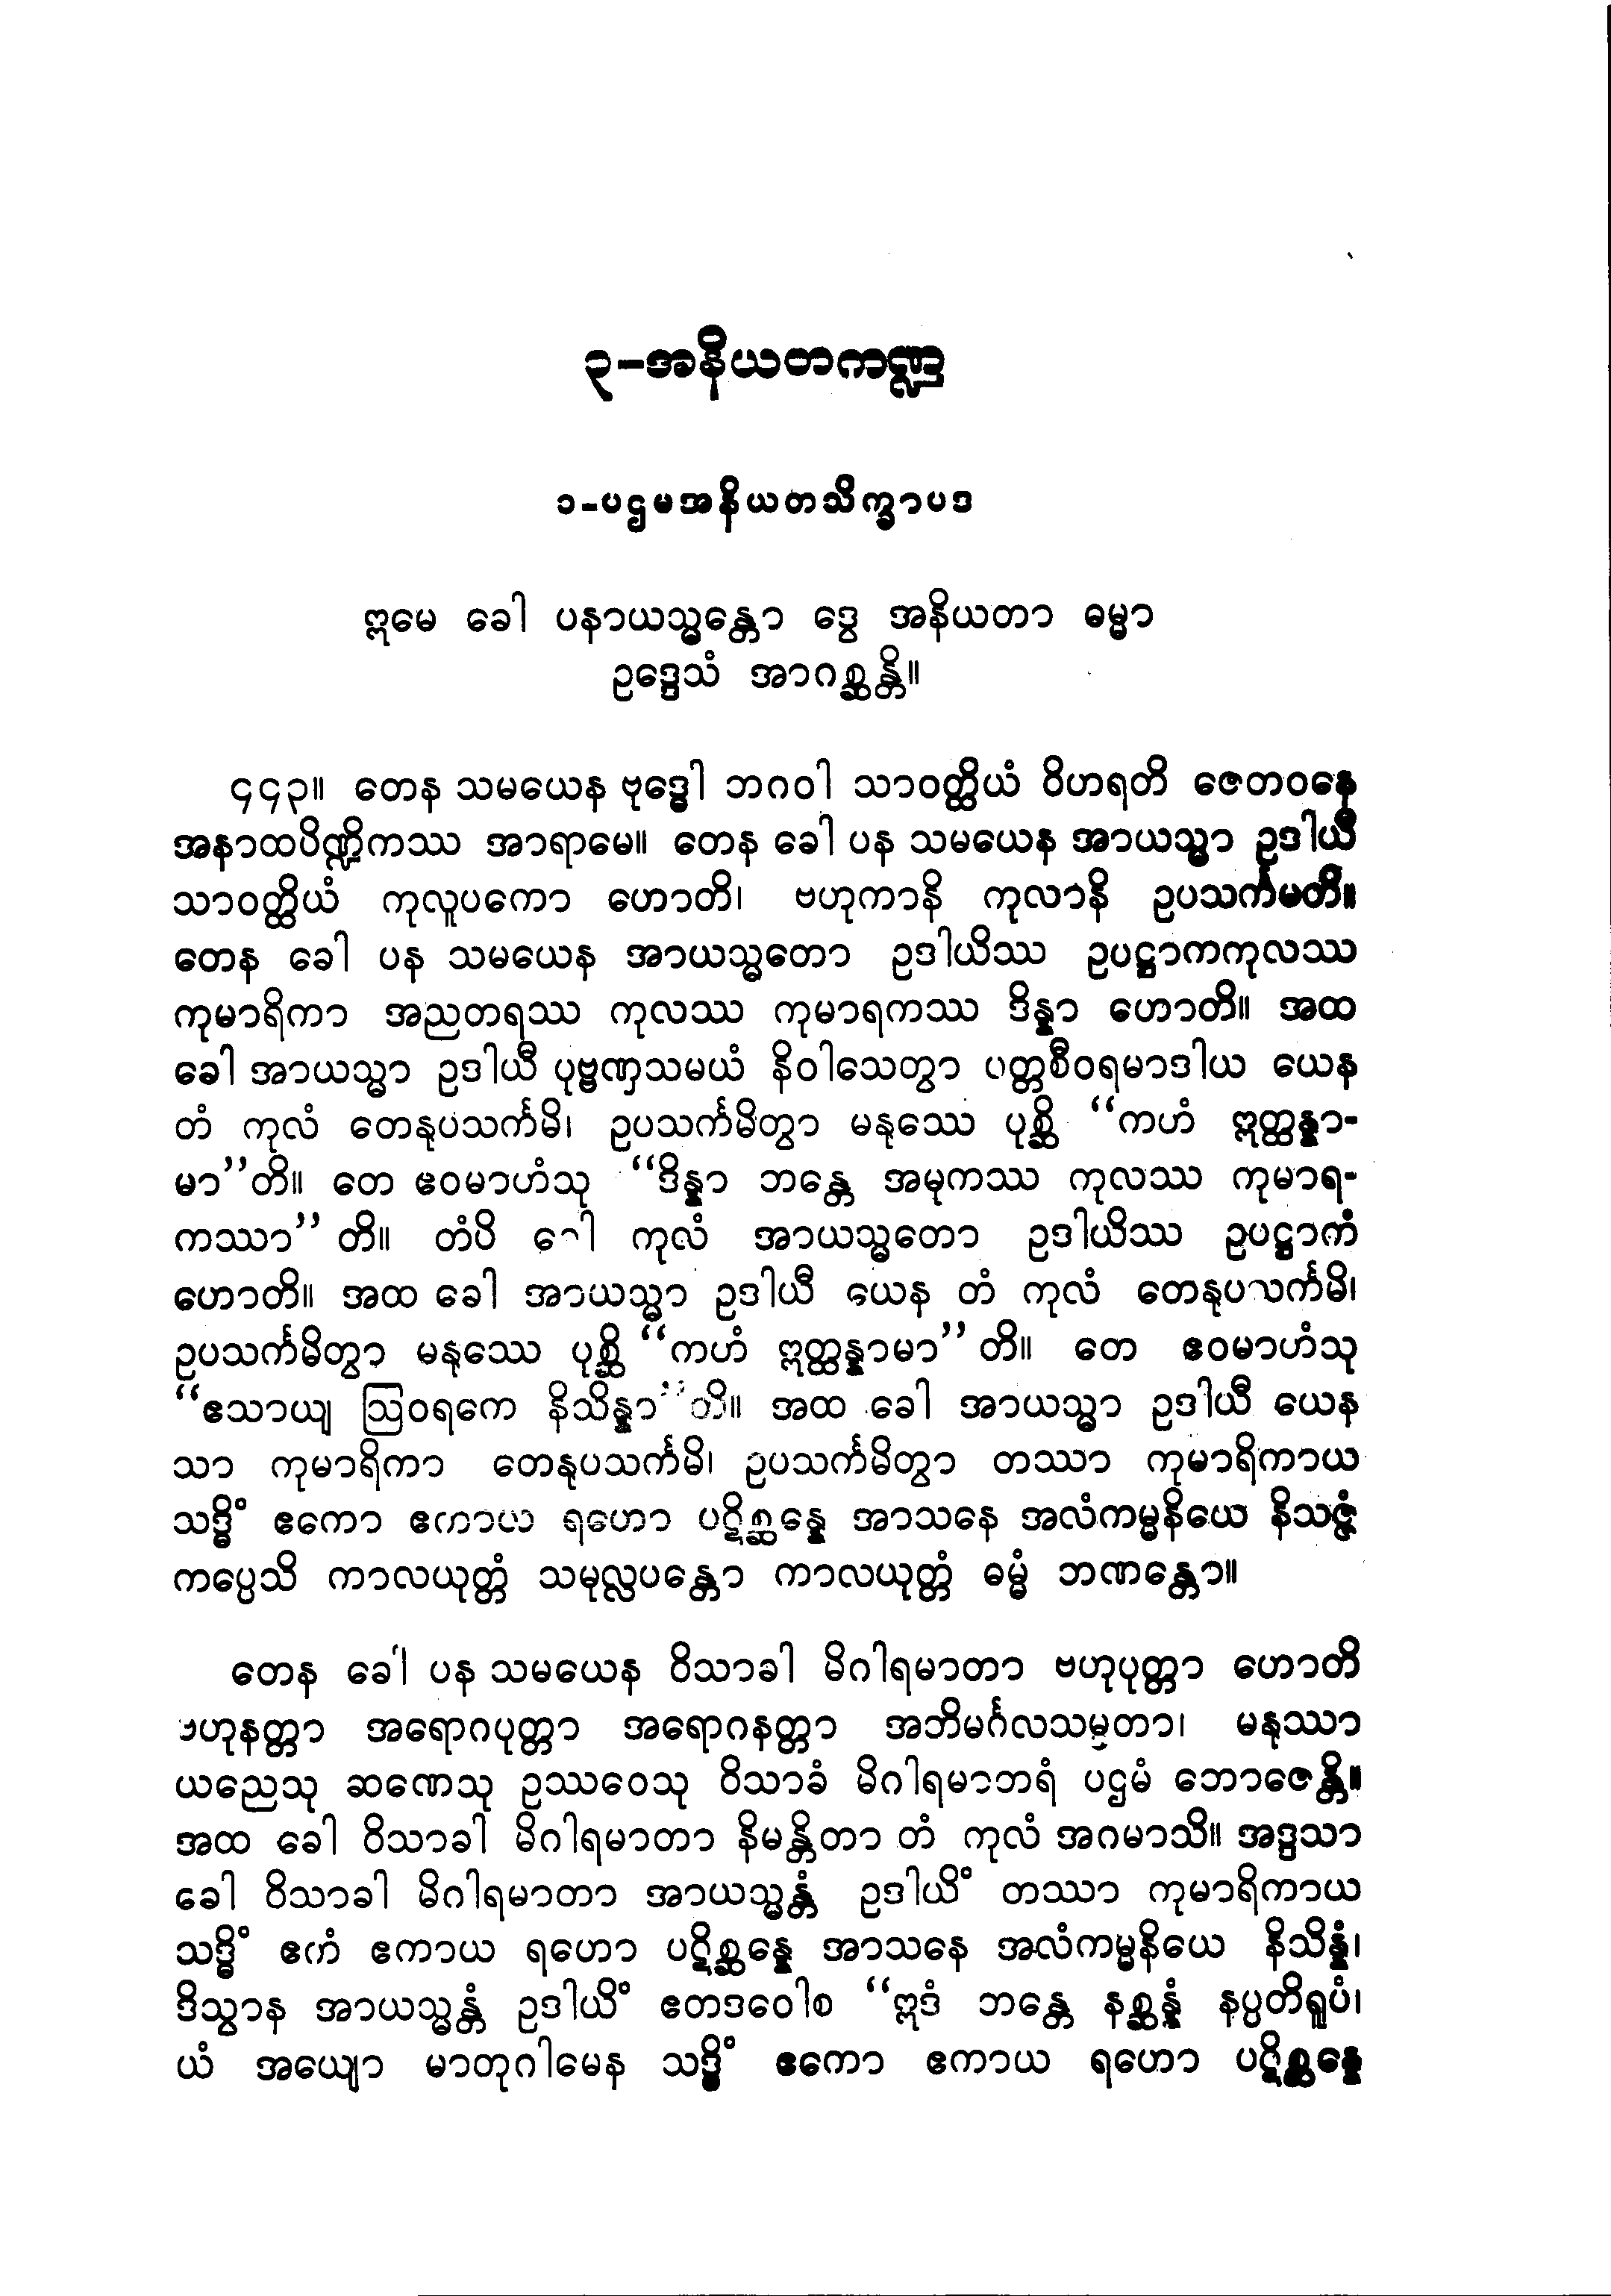 ၃-အနိယတကဏ္ဍ
၁-ပဌမအနိယတသိက္ခာပဒ
ဣမေ ခေါ ပနာယသ္မန္တော ဒွေ အနိယတာ ဓမ္မာ
ဥဒ္ဒေသံ အာဂစ္ဆန္တိ။
၄၄၃။ တေန သမယေန ဗုဒ္ဓေါ ဘဂဝါ သာဝတ္ထိယံ ဝိဟရတိ ဇေတဝနေ
အနာထပိဏ္ဍိကဿ အာရာမေ။ တေန ခေါ ပန သမယေန အာယသ္မာ ဥဒါယီ
သာဝတ္ထိယံ ကုလူပကော ဟောတိ၊ ဗဟုကာနိ ကုလာနိ ဥပသင်္ကမတိ။
တေန ခေါ ပန သမယေန အာယသ္မတော ဥဒါယိဿ ဥပဋ္ဌာကကုလဿ
ကုမာရိကာ အညတရဿ ကုလဿ ကုမာရကဿ ဒိန္နာ ဟောတိ။ အထ
ခေါ အာယသ္မာ ဥဒါယီ ပုဗ္ဗဏှသမယံ နိဝါသေတွာ ပတ္တစီဝရမာဒါယ ယေန
တံ ကုလံ တေနုပသင်္ကမိ၊ ဥပသင်္ကမိတွာ မနုဿေ ပုစ္ဆိ “ကဟံ ဣတ္ထန္နာ-
မာ”တိ။ တေ ဧဝမာဟံသု “ဒိန္နာ ဘန္တေ အမုကဿ ကုလဿ ကုမာရ-
ကဿာ” တိ။ တံပိ ခေါ ကုလံ အာယသ္မတော ဥဒါယိဿ ဥပဋ္ဌာကံ
ဟောတိ။ အထ ခေါ အာယသ္မာ ဥဒါယီ ယေန တံ ကုလံ တေနုပသင်္ကမိ၊
ဥပသင်္ကမိတွာ မနုဿေ ပုစ္ဆိ “ကဟံ ဣတ္ထန္နာမာ” တိ။ တေ ဧဝမာဟံသု
“ဧသာယျ ဩဝရကေ နိသိန္နာ”တိ။ အထ ခေါ အာယသ္မာ ဥဒါယီ ယေန
သာ ကုမာရိကာ တေနုပသင်္ကမိ၊ ဥပသင်္ကမိတွာ တဿာ ကုမာရိကာယ
သဒ္ဓိံ ဧကော ဧကာယ ရဟော ပဋိစ္ဆန္နေ အာသနေ အလံကမ္မနိယေ နိသဇ္ဇံ
ကပ္ပေသိ ကာလယုတ္တံ သမုလ္လပန္တော ကာလယုတ္တံ ဓမ္မံ ဘဏန္တော။
တေန ခေါ ပန သမယေန ဝိသာခါ မိဂါရမာတာ ဗဟုပုတ္တာ ဟောတိ
ဗဟုနတ္တာ အရောဂပုတ္တာ အရောဂနတ္တာ အဘိမင်္ဂလသမ္မတာ၊ မနုဿာ
ယညေသု ဆဏေသု ဥဿဝေသု ဝိသာခံ မိဂါရမာတရံ ပဌမံ ဘောဇေန္တိ။
အထ ခေါ ဝိသာခါ မိဂါရမာတာ နိမန္တိတာ တံ ကုလံ အဂမာသိ။ အဒ္ဒသာ
ခေါ ဝိသာခါ မိဂါရမာတာ အာယသ္မန္တံ ဥဒါယိံ တဿာ ကုမာရိကာယ
သဒ္ဓိံ ဧကံ ဧကာယ ရဟော ပဋိစ္ဆန္နေ အာသနေ အလံကမ္မနိယေ နိသိန္နံ၊
ဒိသွာန အာယသ္မန္တံ ဥဒါယိံ ဧတဒဝေါစ “ဣဒံ ဘန္တေ နစ္ဆန္နံ နပ္ပတိရူပံ၊
ယံ အယျော မာတုဂါမေန သဒ္ဓိံ ဧကော ဧကာယ ရဟော ပဋိစ္ဆန္နေ